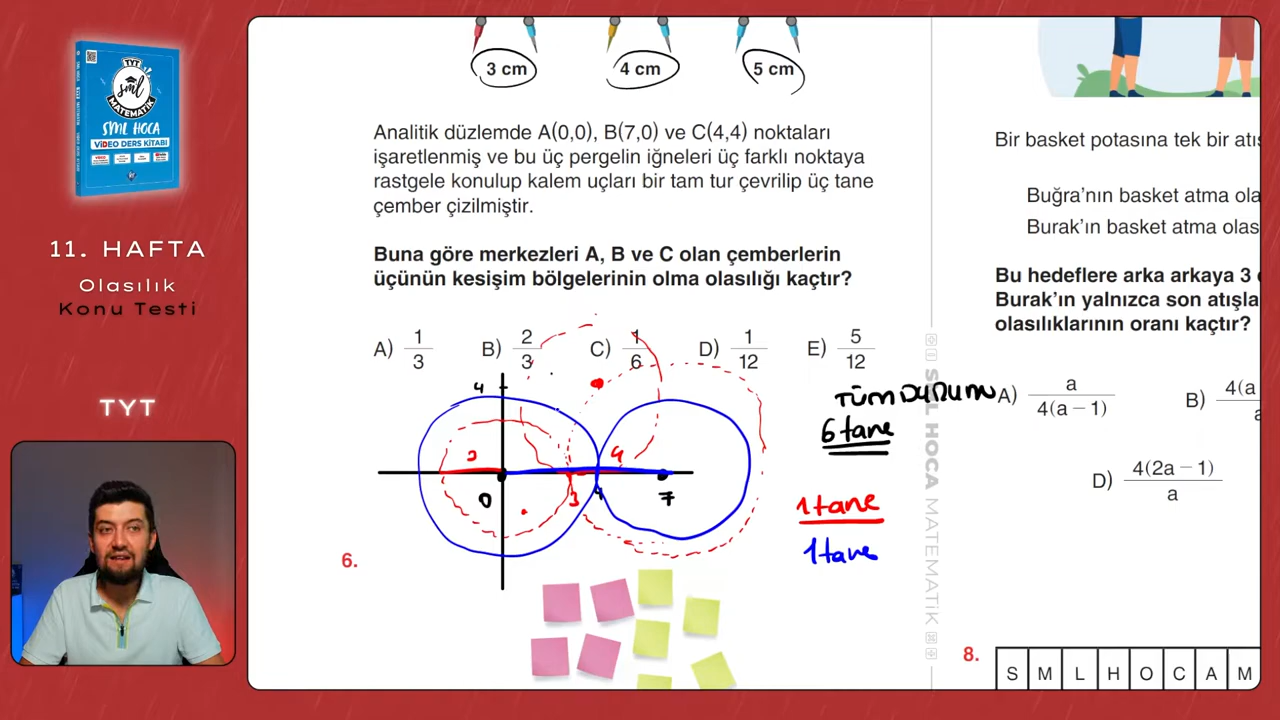 TYT
sml
MATEMATİK
SML HOCA
VİDEO DERS KİTABI
11. HAFTA
Olasılık
Konu Testi
TYT
3 cm
4 cm
5 cm
Analitik düzlemde A(0,0), B(7,0) ve C(4,4) noktaları
işaretlenmiş ve bu üç pergelin iğneleri üç farklı noktaya
rastgele konulup kalem uçları bir tam tur çevrilip üç tane
çember çizilmiştir.
Buna göre merkezleri A, B ve C olan çemberlerin
üçünün kesişim bölgelerinin olma olasılığı kaçtır?
A) 1/3 B) 2/3 C) 1/6 D) 1/12 E) 5/12
4
4
0
3
4
7
TÜM DURUM
6 tane
1 tane
1 tane
6.
SML HOCA MATEMATİK
Bir basket potasına tek bir atış
Buğra'nın basket atma ola
Burak'ın basket atma olas
Bu hedeflere arka arkaya 3
Burak'ın yalnızca son atışla
olasılıklarının oranı kaçtır?
A) a/4(a − 1) B) 4(a
D) 4(2a − 1)/a
8.
S M L H O C A M